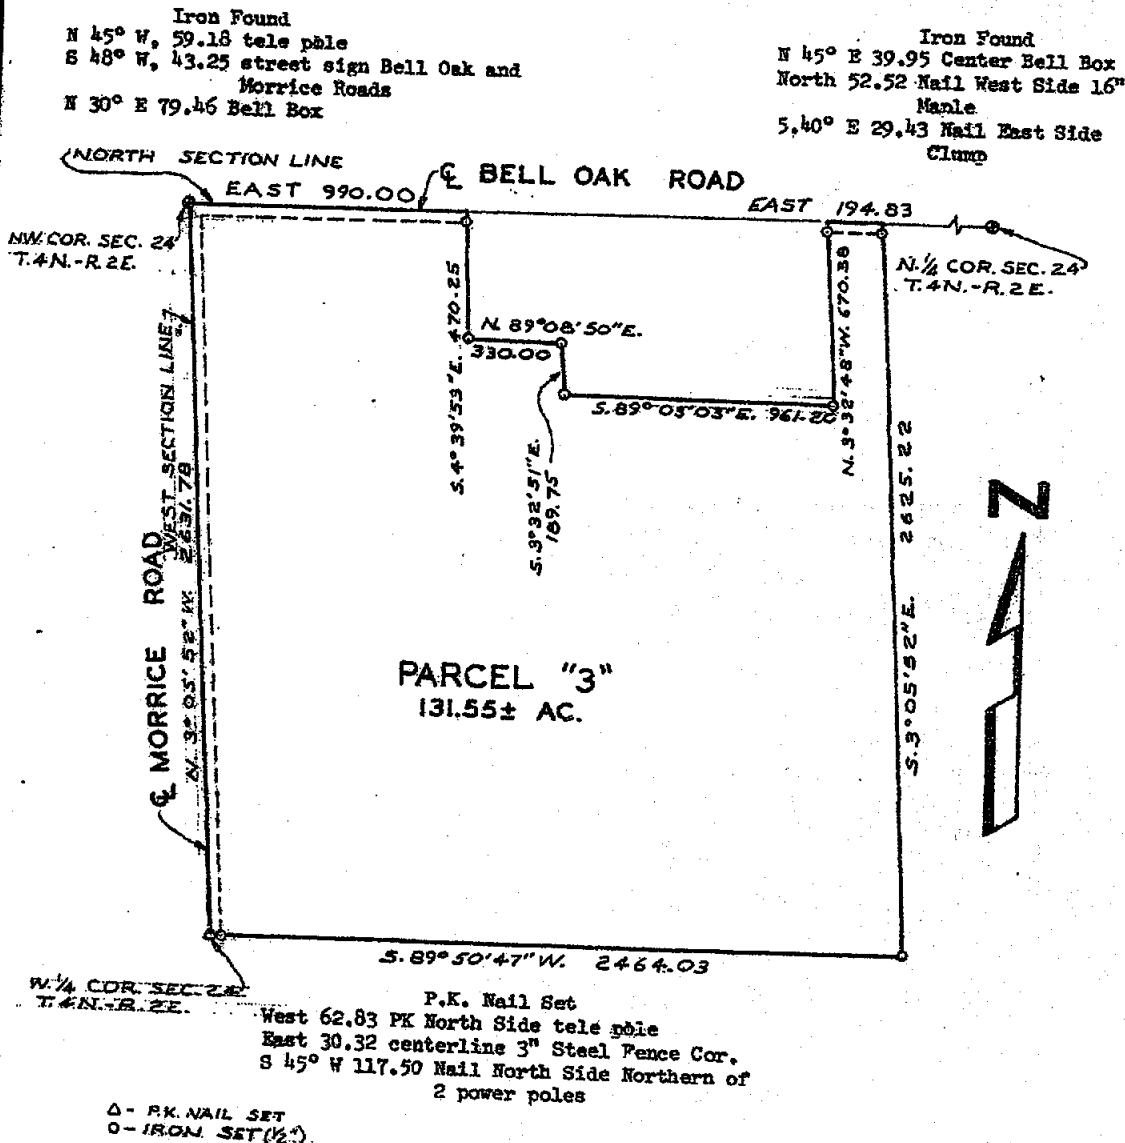 Iron Found
N 45° W, 59.18 tele pole
S 48° W, 43.25 street sign Bell Oak and
Morrice Roads
N 30° E 79.46 Bell Box
Iron Found
N 45° E 39.95 Center Bell Box
North 52.52 Nail West Side 16"
Maple
5,40° E 29.43 Nail East Side
Clump
NORTH SECTION LINE
EAST 990.00
℄ BELL OAK ROAD
EAST 194.83
NW. COR. SEC. 24
T.4N.-R.2E.
N.¼ COR. SEC. 24
T.4N.-R.2E.
S.4°39'53"E. 470.25
N. 89°08'50"E.
330.00
S.3°32'51"E.
189.75
S.89°05'03"E. 961.20
N.3°32'48"W. 670.38
WEST SECTION LINE
℄ MORRICE ROAD
N. 3°05'52"W. 2631.78
S.3°05'52"E. 2625.22
N
PARCEL "3"
131.55± AC.
S.89°50'47"W. 2464.03
W.¼ COR. SEC. 24
T.4N.-R.2E.
P.K. Nail Set
West 62.83 PK North Side tele pole
East 30.32 centerline 3" Steel Fence Cor.
S 45° W 117.50 Nail North Side Northern of
2 power poles
Δ - P.K. NAIL SET
O - IRON SET (½")